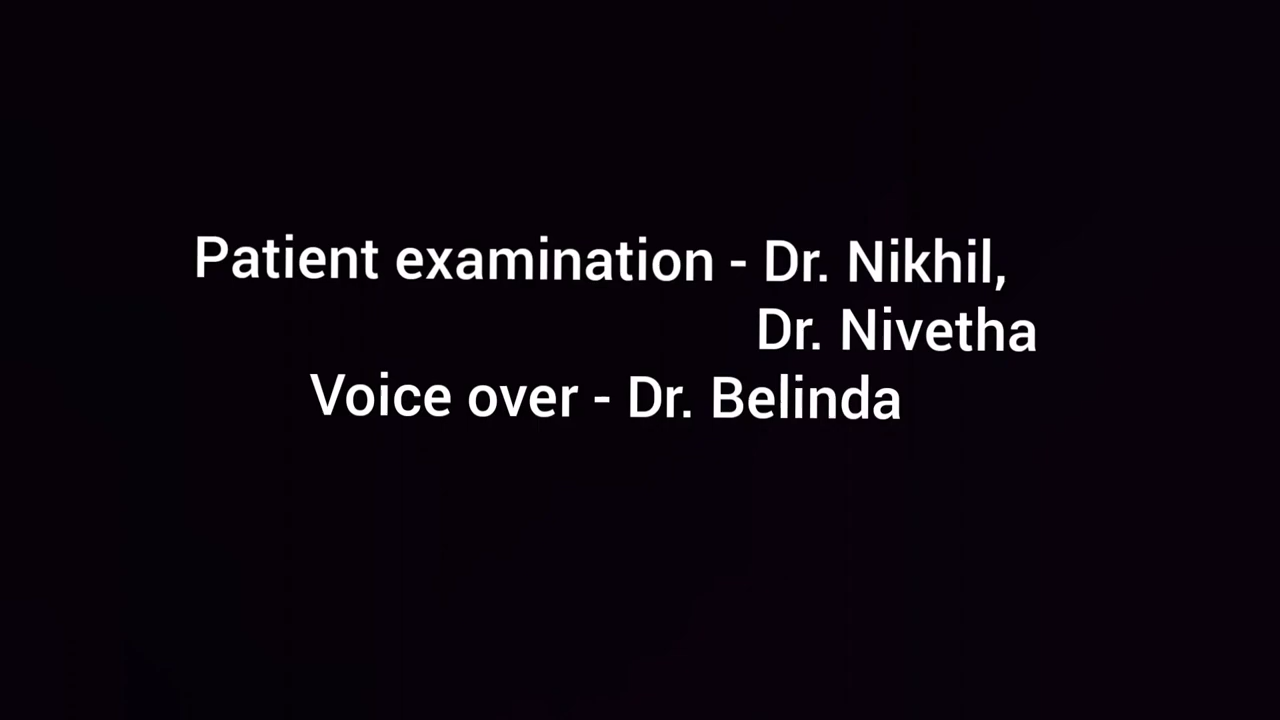 Patient examination - Dr. Nikhil,
Dr. Nivetha
Voice over - Dr. Belinda